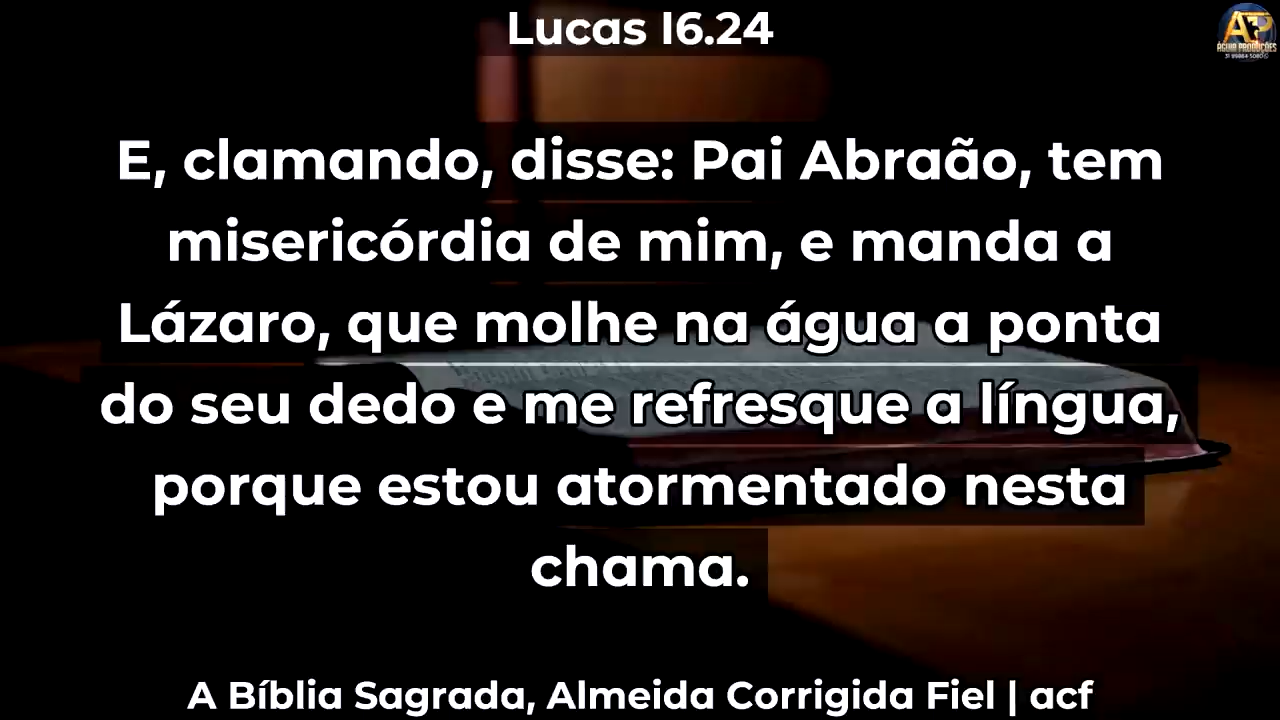 Lucas I6.24
E, clamando, disse: Pai Abraão, tem
misericórdia de mim, e manda a
Lázaro, que molhe na água a ponta
do seu dedo e me refresque a língua,
porque estou atormentado nesta
chama.
A Bíblia Sagrada, Almeida Corrigida Fiel | acf